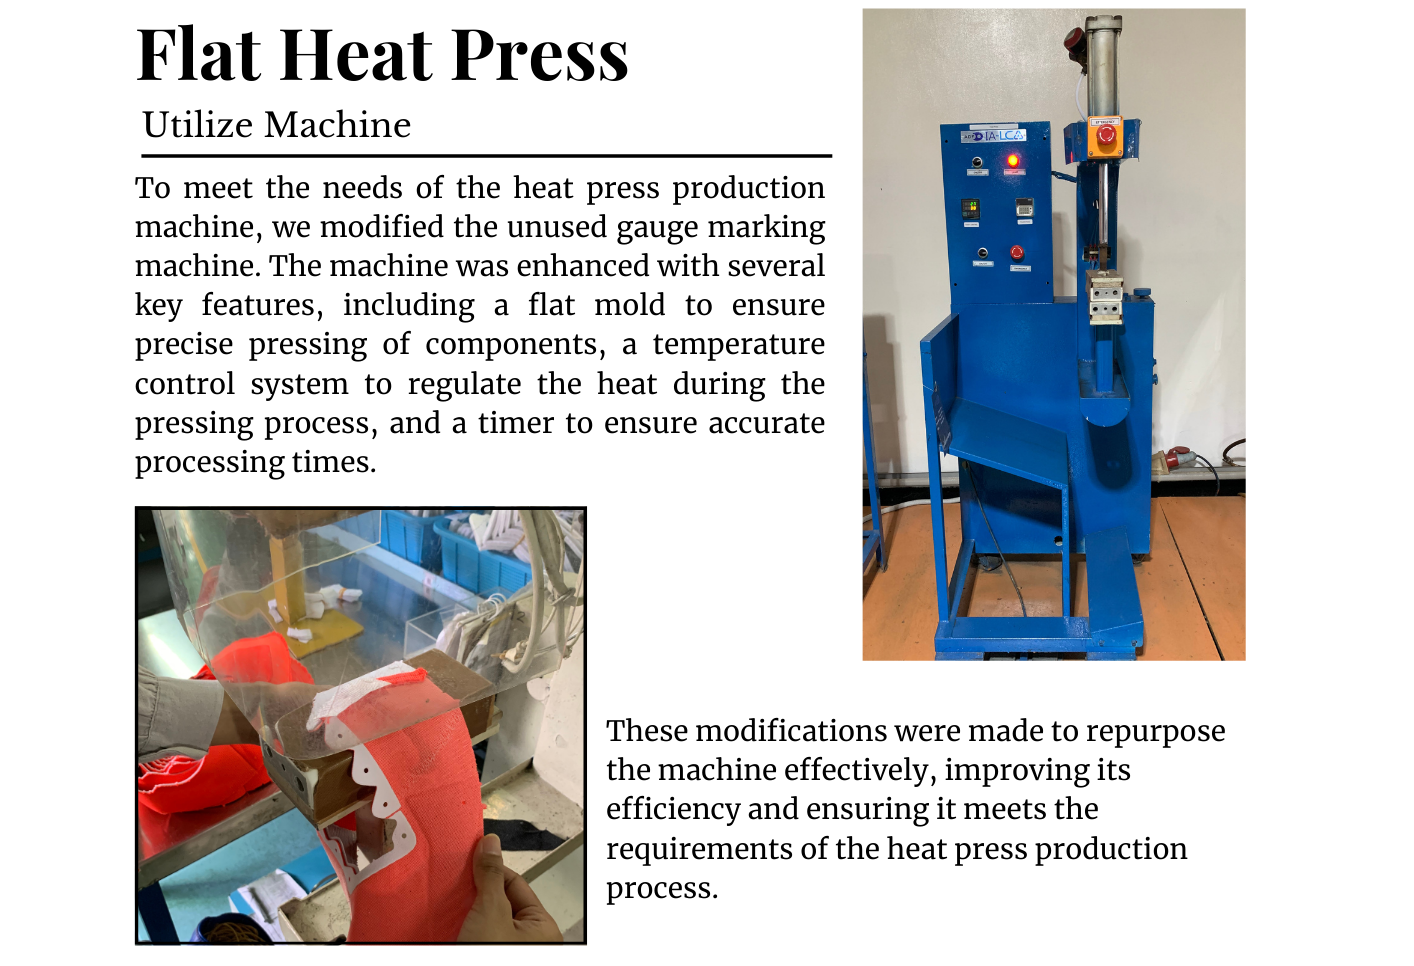 Flat Heat Press
Utilize Machine
To meet the needs of the heat press production
machine, we modified the unused gauge marking
machine. The machine was enhanced with several
key features, including a flat mold to ensure
precise pressing of components, a temperature
control system to regulate the heat during the
pressing process, and a timer to ensure accurate
processing times.
These modifications were made to repurpose
the machine effectively, improving its
efficiency and ensuring it meets the
requirements of the heat press production
process.